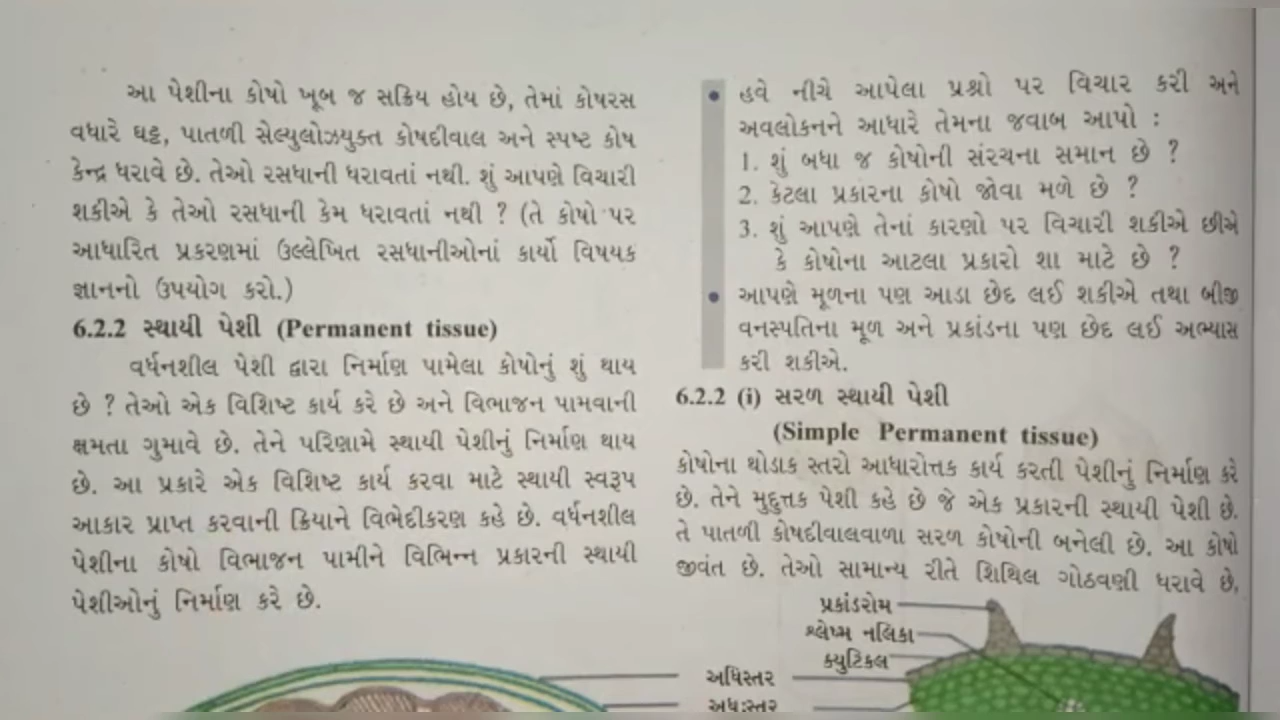 આ પેશીના કોષો ખૂબ જ સક્રિય હોય છે, તેમાં કોષરસ
વધારે ઘટ્ટ, પાતળી સેલ્યુલોઝયુક્ત કોષદીવાલ અને સ્પષ્ટ કોષ
કેન્દ્ર ધરાવે છે. તેઓ રસધાની ધરાવતાં નથી. શું આપણે વિચારી
શકીએ કે તેઓ રસધાની કેમ ધરાવતાં નથી ? (તે કોષો પર
આધારિત પ્રકરણમાં ઉલ્લેખિત રસધાનીઓનાં કાર્યો વિષયક
જ્ઞાનનો ઉપયોગ કરો.)
6.2.2 સ્થાયી પેશી (Permanent tissue)
વર્ધનશીલ પેશી દ્વારા નિર્માણ પામેલા કોષોનું શું થાય
છે ? તેઓ એક વિશિષ્ટ કાર્ય કરે છે અને વિભાજન પામવાની
ક્ષમતા ગુમાવે છે. તેને પરિણામે સ્થાયી પેશીનું નિર્માણ થાય
છે. આ પ્રકારે એક વિશિષ્ટ કાર્ય કરવા માટે સ્થાયી સ્વરૂપ
આકાર પ્રાપ્ત કરવાની ક્રિયાને વિભેદીકરણ કહે છે. વર્ધનશીલ
પેશીના કોષો વિભાજન પામીને વિભિન્ન પ્રકારની સ્થાયી
પેશીઓનું નિર્માણ કરે છે.
• હવે નીચે આપેલા પ્રશ્નો પર વિચાર કરી અને
અવલોકનને આધારે તેમના જવાબ આપો :
1. શું બધા જ કોષોની સંરચના સમાન છે ?
2. કેટલા પ્રકારના કોષો જોવા મળે છે ?
3. શું આપણે તેનાં કારણો પર વિચારી શકીએ છીએ
કે કોષોના આટલા પ્રકારો શા માટે છે ?
• આપણે મૂળના પણ આડા છેદ લઈ શકીએ તથા બીજી
વનસ્પતિના મૂળ અને પ્રકાંડના પણ છેદ લઈ અભ્યાસ
કરી શકીએ.
6.2.2 (i) સરળ સ્થાયી પેશી
(Simple Permanent tissue)
કોષોના થોડાક સ્તરો આધારોત્તક કાર્ય કરતી પેશીનું નિર્માણ કરે
છે. તેને મુદ્દુત્તક પેશી કહે છે જે એક પ્રકારની સ્થાયી પેશી છે.
તે પાતળી કોષદીવાલવાળા સરળ કોષોની બનેલી છે. આ કોષો
જીવંત છે. તેઓ સામાન્ય રીતે શિથિલ ગોઠવણી ધરાવે છે,
પ્રકાંડરોમ
શ્લેષ્મ નલિકા
ક્યુટિકલ
અધિસ્તર
અધઃસ્તર